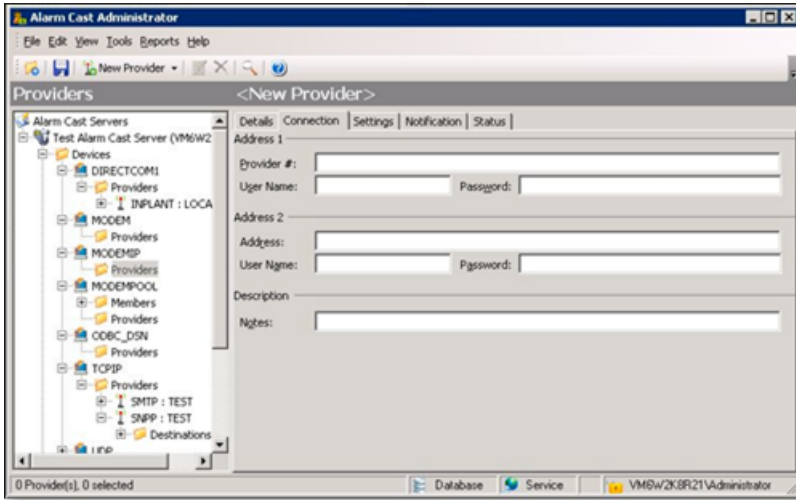 Alarm Cast Administrator
File Edit View Tools Reports Help
New Provider
Providers
<New Provider>
Alarm Cast Servers
Test Alarm Cast Server (VM6W2
Devices
DIRECTCOM1
Providers
INPLANT : LOCA
MODEM
Providers
MODEMIP
Providers
MODEMPOOL
Members
Providers
ODBC_DSN
Providers
TCPIP
Providers
SMTP : TEST
SNPP : TEST
Destinations
UDP
Details Connection Settings Notification Status
Address 1
Provider #:
User Name: Password:
Address 2
Address:
User Name: Password:
Description
Notes:
0 Provider(s), 0 selected Database Service VM6W2K8R21\Administrator